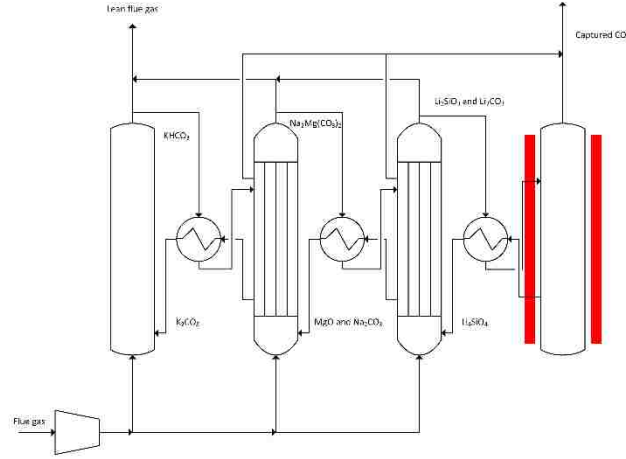 Lean flue gas
Captured CO
Li₂SiO₃ and Li₂CO₃
KHCO₃
Na₂Mg(CO₃)₂
K₂CO₃
MgO and Na₂CO₃
Li₄SiO₄
Flue gas